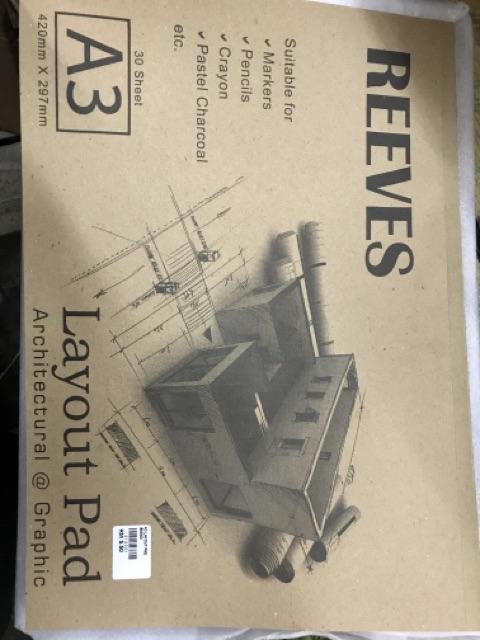 REEVES
Suitable for
✓ Markers
✓ Pencils
✓ Crayon
✓ Pastel Charcoal
etc.
30 Sheet
A3
420mm X 297mm
Layout Pad
Architectural @ Graphic